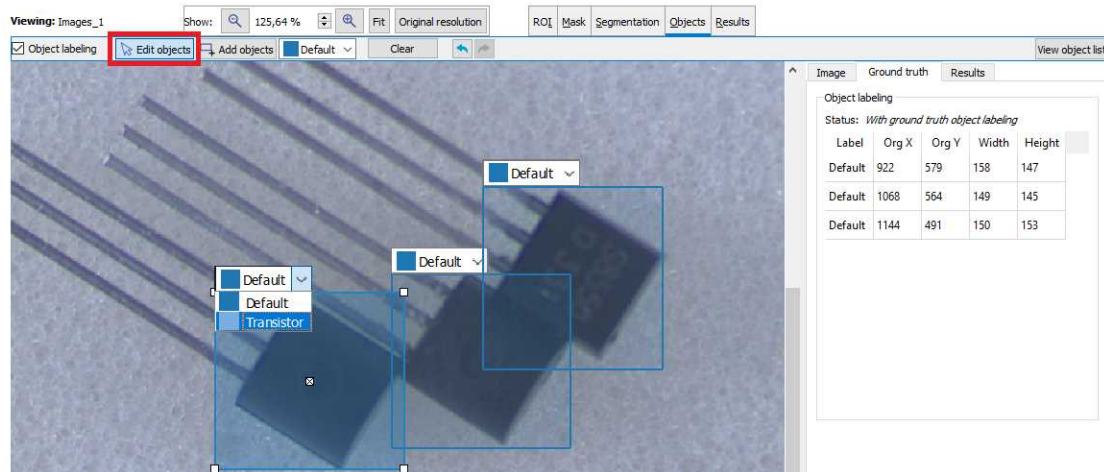 Viewing: Images_1 Show: 125,64 % Fit Original resolution ROI Mask Segmentation Objects Results
Object labeling Edit objects Add objects Default Clear View object list
Image Ground truth Results
Object labeling
Status: With ground truth object labeling
Label Org X Org Y Width Height
Default 922 579 158 147
Default 1068 564 149 145
Default 1144 491 150 153
Default
Default
Default
Default
Transistor